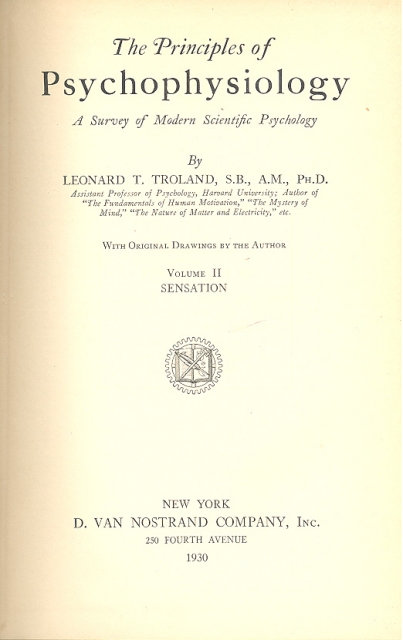 The Principles of
Psychophysiology
A Survey of Modern Scientific Psychology
By
LEONARD T. TROLAND, S.B., A.M., PH.D.
Assistant Professor of Psychology, Harvard University; Author of
"The Fundamentals of Human Motivation," "The Mystery of
Mind," "The Nature of Matter and Electricity," etc.
WITH ORIGINAL DRAWINGS BY THE AUTHOR
VOLUME II
SENSATION
NEW YORK
D. VAN NOSTRAND COMPANY, INC.
250 FOURTH AVENUE
1930